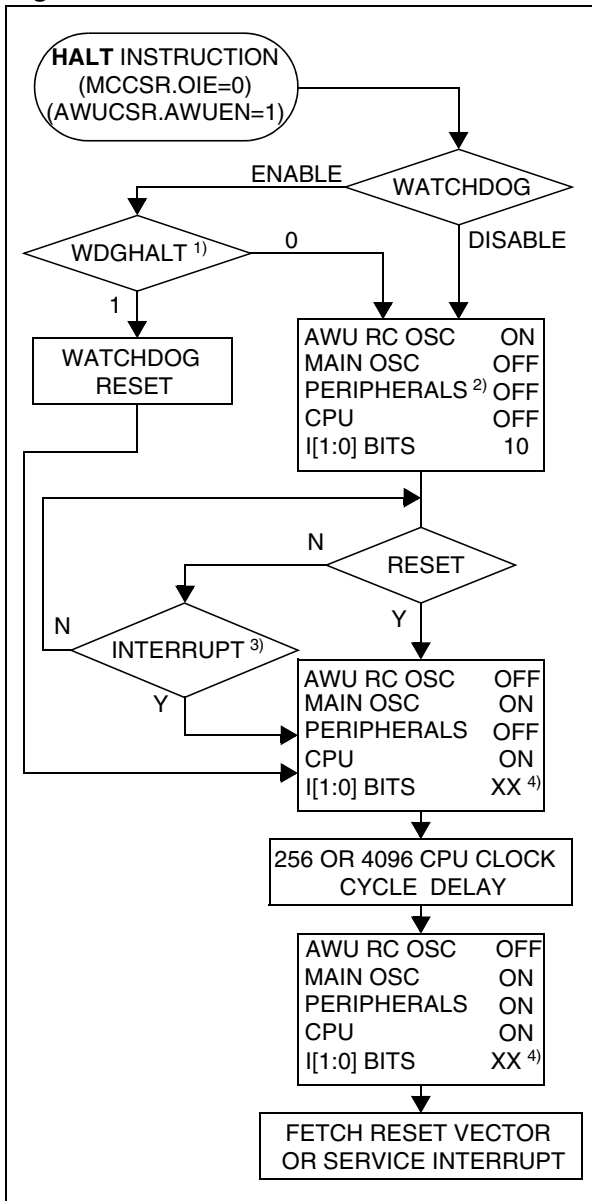 HALT INSTRUCTION
(MCCSR.OIE=0)
(AWUCSR.AWUEN=1)
ENABLE
WATCHDOG
WDGHALT 1)
0
DISABLE
1
WATCHDOG
RESET
AWU RC OSC ON
MAIN OSC OFF
PERIPHERALS 2) OFF
CPU OFF
I[1:0] BITS 10
N
RESET
N
INTERRUPT 3)
Y
Y
AWU RC OSC OFF
MAIN OSC ON
PERIPHERALS OFF
CPU ON
I[1:0] BITS XX 4)
256 OR 4096 CPU CLOCK
CYCLE DELAY
AWU RC OSC OFF
MAIN OSC ON
PERIPHERALS ON
CPU ON
I[1:0] BITS XX 4)
FETCH RESET VECTOR
OR SERVICE INTERRUPT